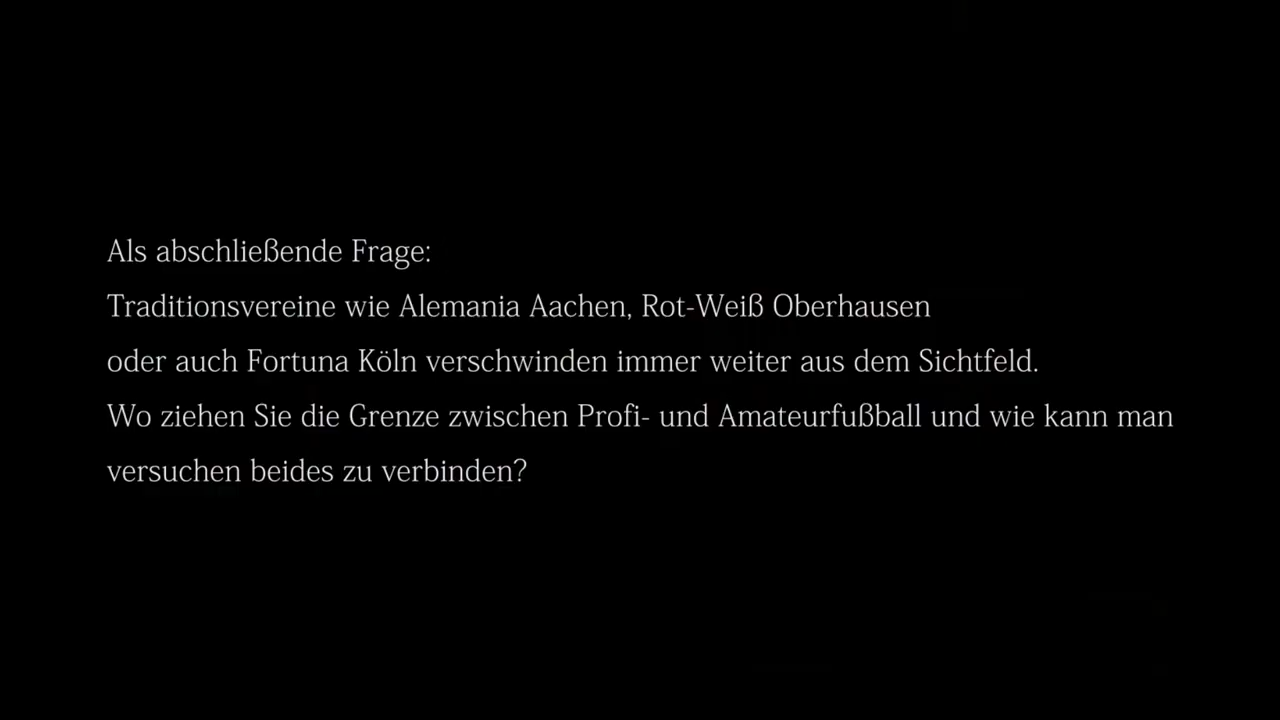 Als abschließende Frage:
Traditionsvereine wie Alemania Aachen, Rot-Weiß Oberhausen
oder auch Fortuna Köln verschwinden immer weiter aus dem Sichtfeld.
Wo ziehen Sie die Grenze zwischen Profi- und Amateurfußball und wie kann man
versuchen beides zu verbinden?